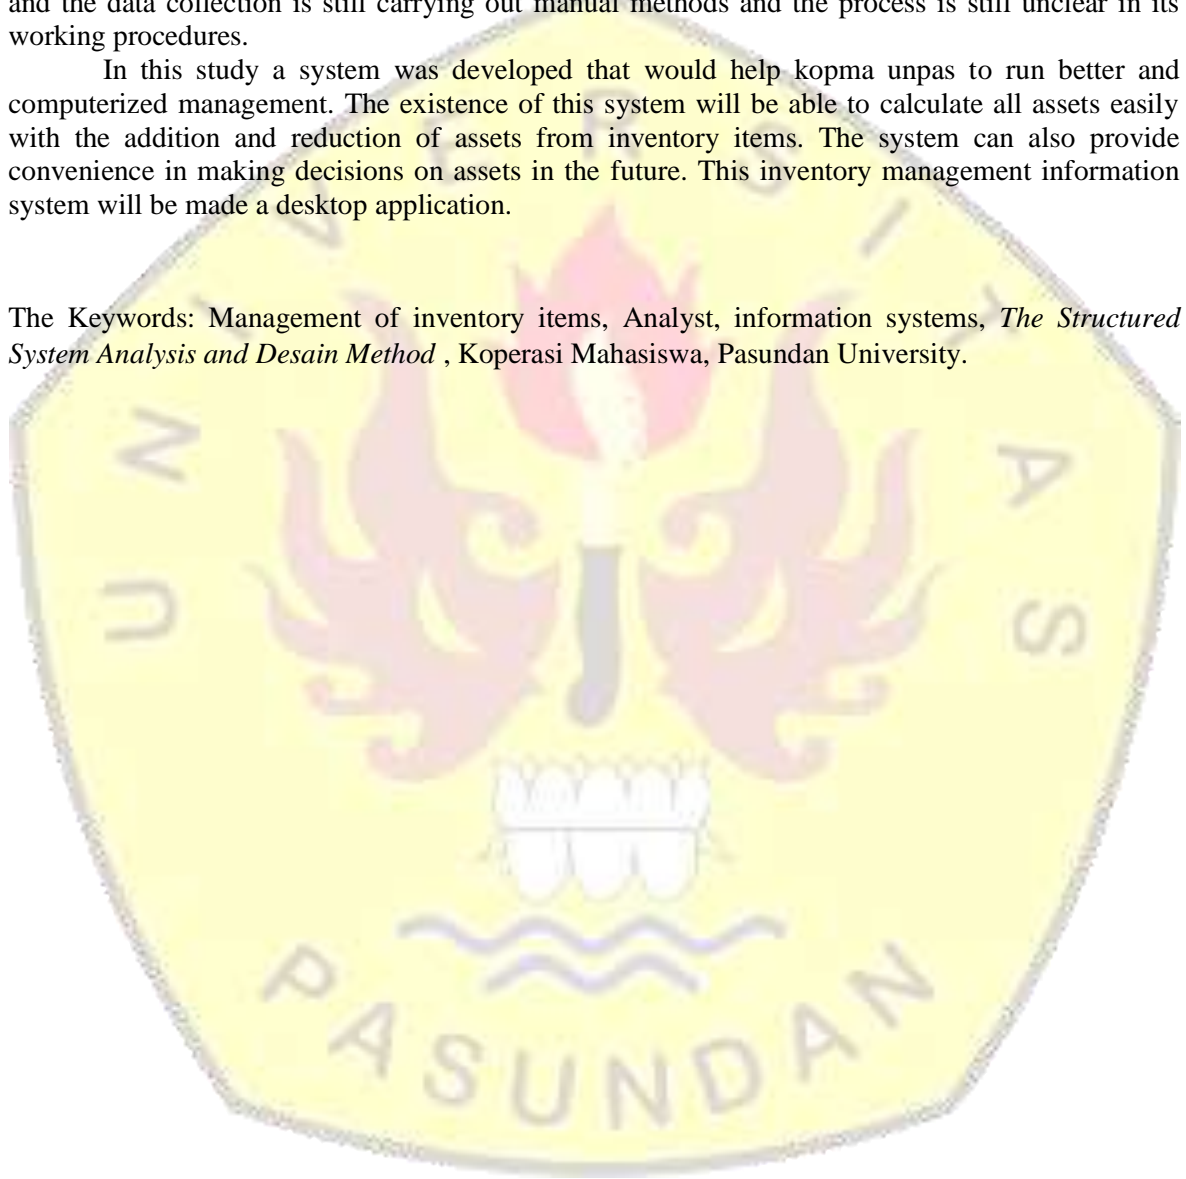 and the data collection is still carrying out manual methods and the process is still unclear in its
working procedures.
In this study a system was developed that would help kopma unpas to run better and
computerized management. The existence of this system will be able to calculate all assets easily
with the addition and reduction of assets from inventory items. The system can also provide
convenience in making decisions on assets in the future. This inventory management information
system will be made a desktop application.
The Keywords: Management of inventory items, Analyst, information systems, The Structured
System Analysis and Desain Method , Koperasi Mahasiswa, Pasundan University.
UNIVERSITAS
PASUNDAN